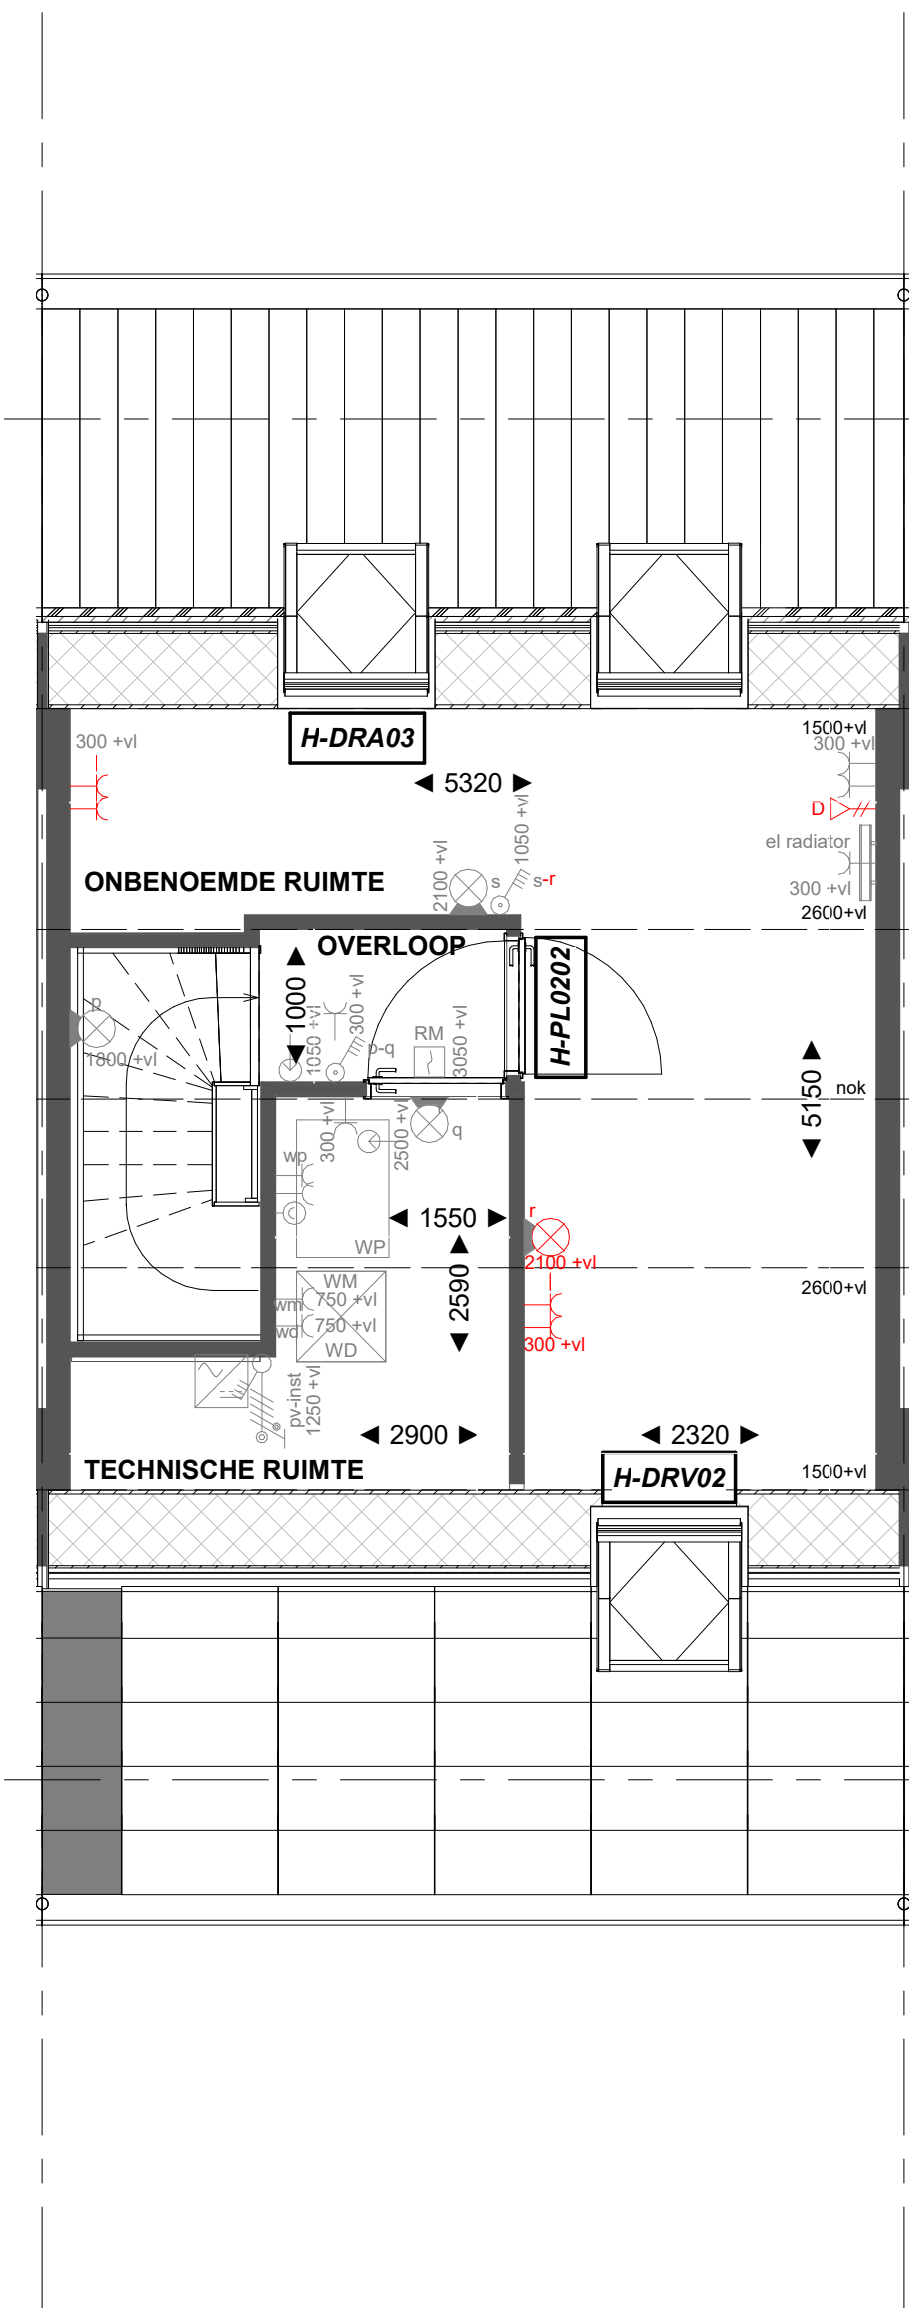 H-DRA03
1500+vl
300 +vl
300 +vl
5320
D
1050 +vl
2100 +vl
el radiator
s
s-r
ONBENOEMDE RUIMTE
300 +vl
2600+vl
OVERLOOP
H-PL0202
1000
p
300 +vl
1050 +vl
p-q
RM
3050 +vl
1800 +vl
5150
nok
300 +vl
2500 +vl
q
wp
1550
r
WP
2590
2100 +vl
WM
wm
750 +vl
2600+vl
wd
750 +vl
WD
300 +vl
pv-inst
1250 +vl
2900
2320
TECHNISCHE RUIMTE
H-DRV02
1500+vl